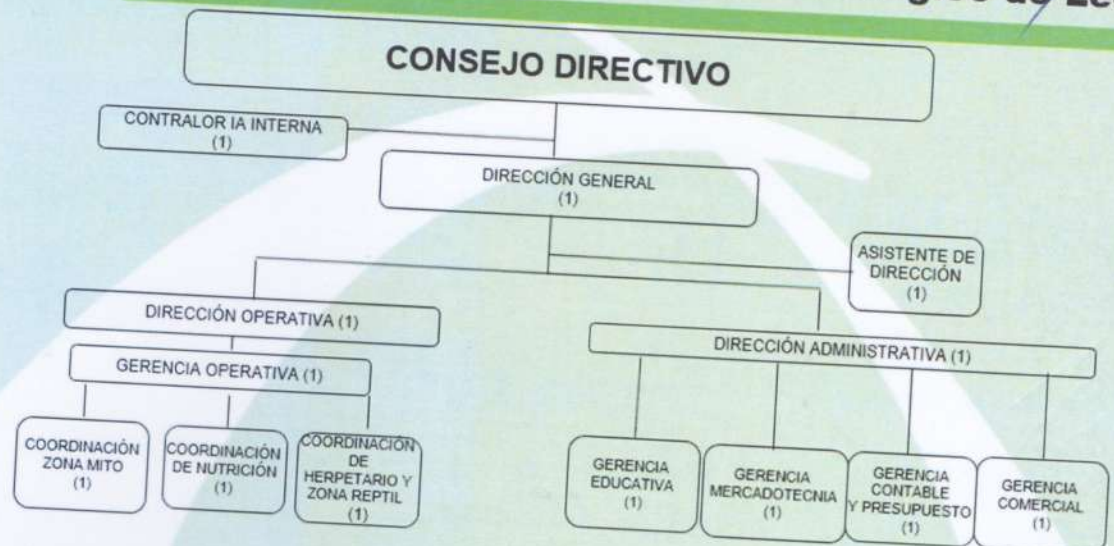 CONSEJO DIRECTIVO
CONTRALOR IA INTERNA
(1)
DIRECCIÓN GENERAL
(1)
ASISTENTE DE
DIRECCIÓN
(1)
DIRECCIÓN OPERATIVA (1)
DIRECCIÓN ADMINISTRATIVA (1)
GERENCIA OPERATIVA (1)
COORDINACIÓN
ZONA MITO
(1)
COORDINACIÓN
DE NUTRICIÓN
(1)
COORDINACIÓN
DE
HERPETARIO Y
ZONA REPTIL
(1)
GERENCIA
EDUCATIVA
(1)
GERENCIA
MERCADOTECNIA
(1)
GERENCIA
CONTABLE
Y PRESUPUESTO
(1)
GERENCIA
COMERCIAL
(1)